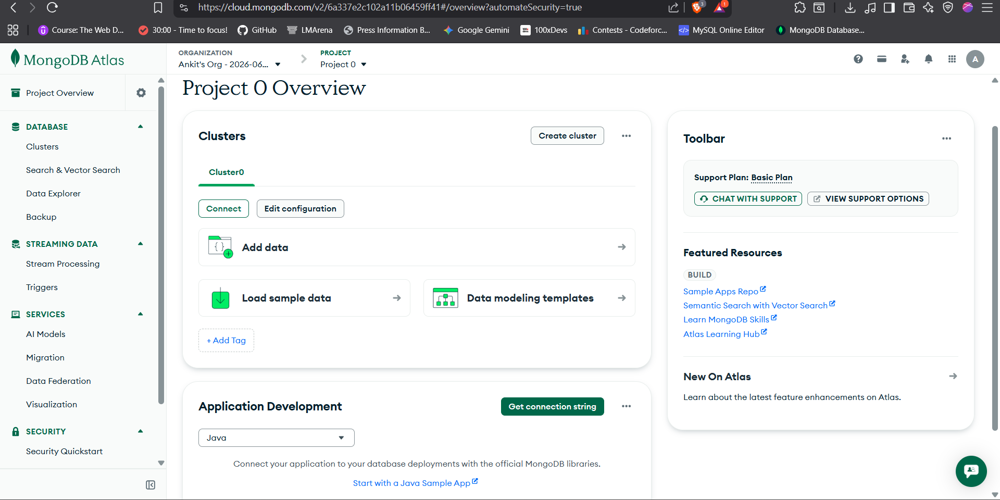 https://cloud.mongodb.com/v2/6a337e2c102a11b06459ff41#/overview?automateSecurity=true
3
1
Course: The Web D...
30:00 - Time to focus!
GitHub
LMArena
Press Information B...
Google Gemini
100xDevs
Contests - Codeforc...
MySQL Online Editor
MongoDB Database...
MongoDB Atlas
ORGANIZATION
Ankit's Org - 2026-06...
PROJECT
Project 0
A
Project Overview
DATABASE
Clusters
Search & Vector Search
Data Explorer
Backup
STREAMING DATA
Stream Processing
Triggers
SERVICES
AI Models
Migration
Data Federation
Visualization
SECURITY
Security Quickstart
Project 0 Overview
Clusters
Create cluster
Cluster0
Connect
Edit configuration
Add data
Load sample data
Data modeling templates
+ Add Tag
Application Development
Get connection string
Java
Connect your application to your database deployments with the official MongoDB libraries.
Start with a Java Sample App
Toolbar
Support Plan: Basic Plan
CHAT WITH SUPPORT
VIEW SUPPORT OPTIONS
Featured Resources
BUILD
Sample Apps Repo
Semantic Search with Vector Search
Learn MongoDB Skills
Atlas Learning Hub
New On Atlas
Learn about the latest feature enhancements on Atlas.